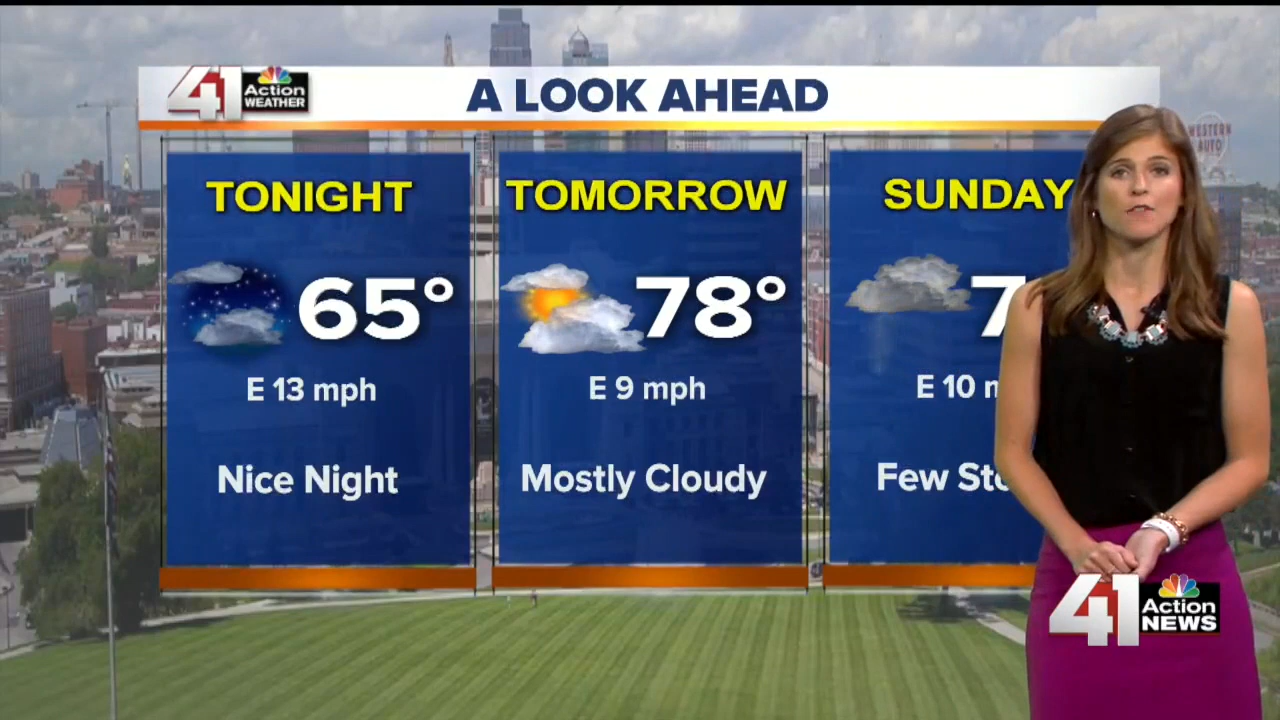 41 Action WEATHER
A LOOK AHEAD
WESTERN
AUTO
TONIGHT
TOMORROW
SUNDAY
65°
78°
7
E 13 mph
E 9 mph
E 10
Nice Night
Mostly Cloudy
Few
41 Action NEWS